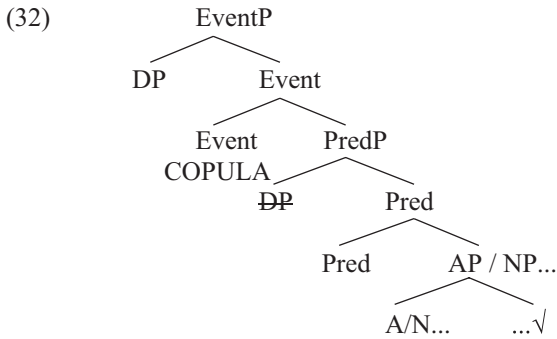 (32) EventP
DP Event
Event PredP
COPULA
DP Pred
Pred AP / NP...
A/N... ...√